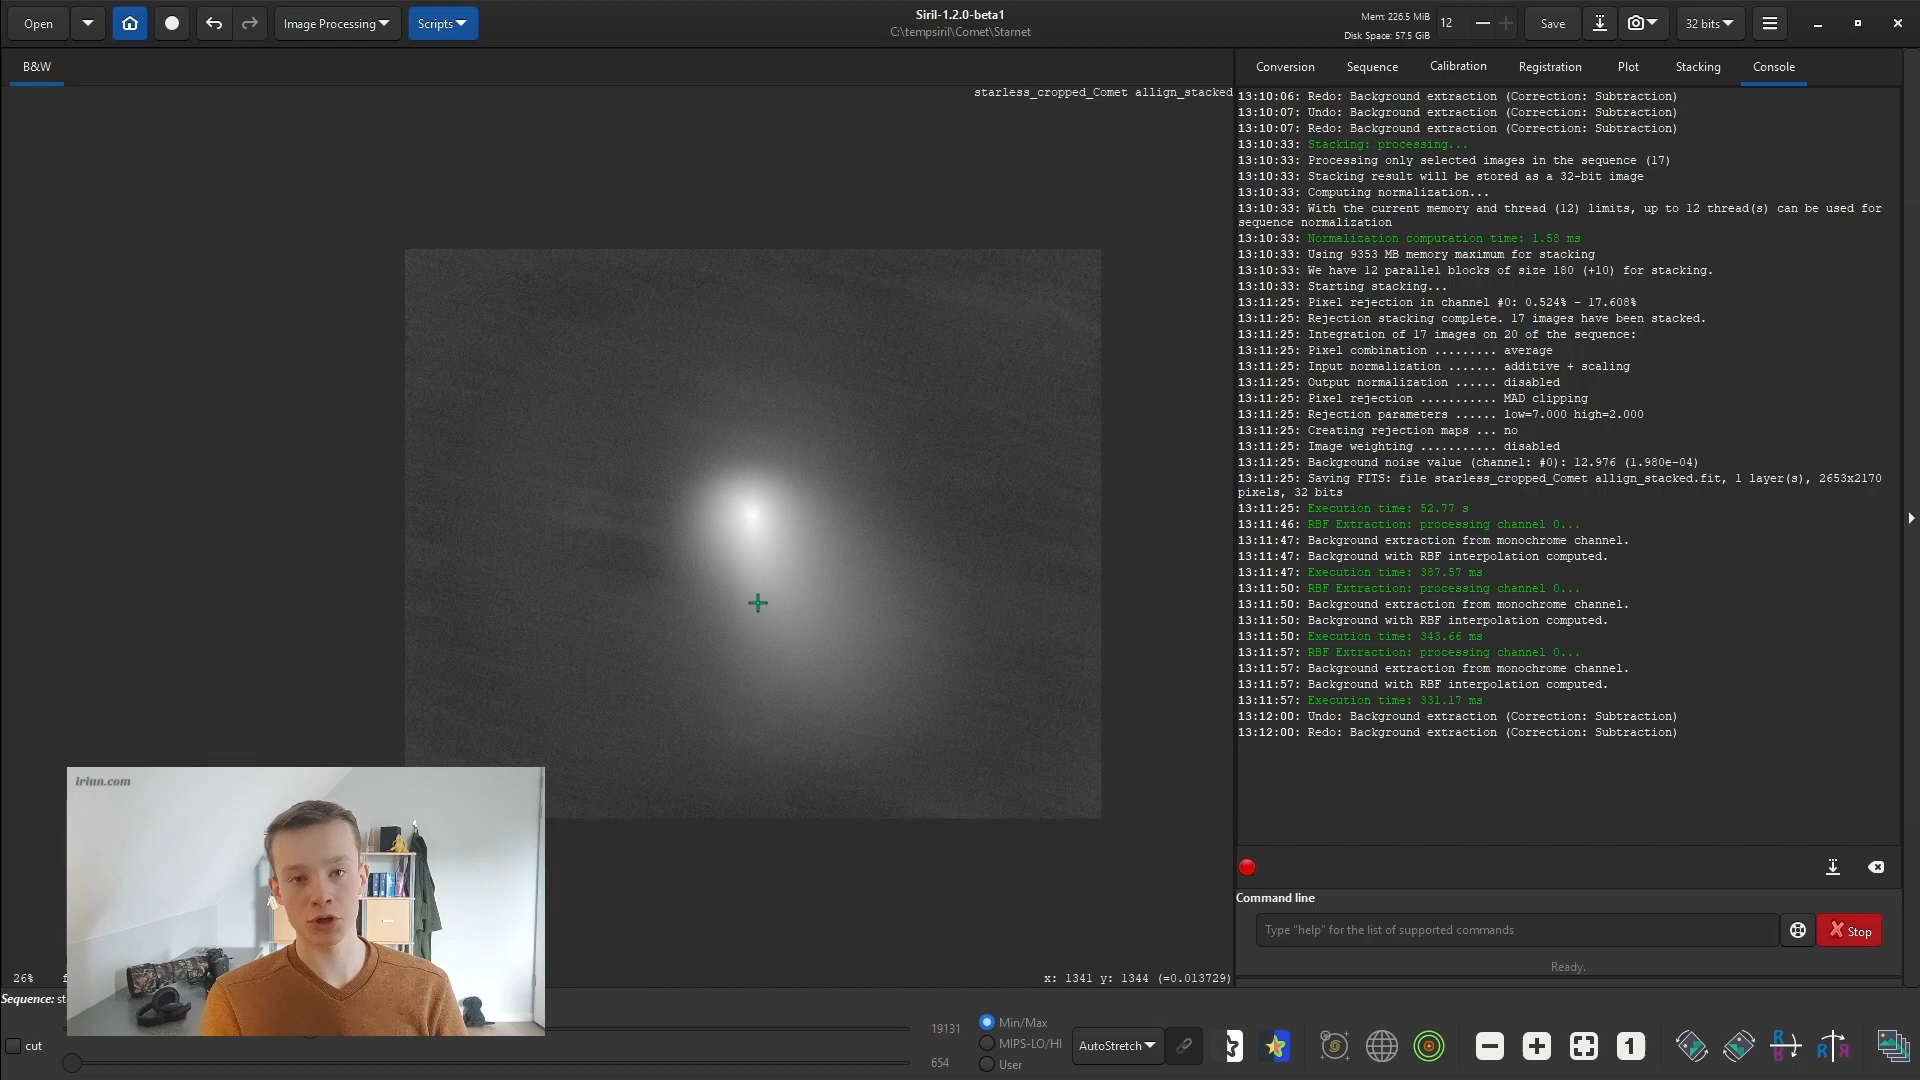 Open
Image Processing
Scripts
Siril-1.2.0-beta1
C:\tempsiril\Comet\Starnet
Mem: 226.5 MiB
Disk Space: 57.5 GiB
12
Save
32 bits
B&W
starless_cropped_Comet allign_stacked
Conversion
Sequence
Calibration
Registration
Plot
Stacking
Console
13:10:06: Redo: Background extraction (Correction: Subtraction)
13:10:07: Undo: Background extraction (Correction: Subtraction)
13:10:07: Redo: Background extraction (Correction: Subtraction)
13:10:33: Stacking: processing...
13:10:33: Processing only selected images in the sequence (17)
13:10:33: Stacking result will be stored as a 32-bit image
13:10:33: Computing normalization...
13:10:33: With the current memory and thread (12) limits, up to 12 thread(s) can be used for
sequence normalization
13:10:33: Normalization computation time: 1.58 ms
13:10:33: Using 9353 MB memory maximum for stacking
13:10:33: We have 12 parallel blocks of size 180 (+10) for stacking.
13:10:33: Starting stacking...
13:11:25: Pixel rejection in channel #0: 0.524% - 17.608%
13:11:25: Rejection stacking complete. 17 images have been stacked.
13:11:25: Integration of 17 images on 20 of the sequence:
13:11:25: Pixel combination ......... average
13:11:25: Input normalization ....... additive + scaling
13:11:25: Output normalization ...... disabled
13:11:25: Pixel rejection ........... MAD clipping
13:11:25: Rejection parameters ...... low=7.000 high=2.000
13:11:25: Creating rejection maps ... no
13:11:25: Image weighting ........... disabled
13:11:25: Background noise value (channel: #0): 12.976 (1.980e-04)
13:11:25: Saving FITS: file starless_cropped_Comet allign_stacked.fit, 1 layer(s), 2653x2170
pixels, 32 bits
13:11:25: Execution time: 52.77 s
13:11:46: RBF Extraction: processing channel 0...
13:11:47: Background extraction from monochrome channel.
13:11:47: Background with RBF interpolation computed.
13:11:47: Execution time: 387.57 ms
13:11:50: RBF Extraction: processing channel 0...
13:11:50: Background extraction from monochrome channel.
13:11:50: Background with RBF interpolation computed.
13:11:50: Execution time: 343.66 ms
13:11:57: RBF Extraction: processing channel 0...
13:11:57: Background extraction from monochrome channel.
13:11:57: Background with RBF interpolation computed.
13:11:57: Execution time: 331.17 ms
13:12:00: Undo: Background extraction (Correction: Subtraction)
13:12:00: Redo: Background extraction (Correction: Subtraction)
iriun.com
Command line
Type "help" for the list of supported commands
Stop
Ready.
26%
x: 1341 y: 1344 (=0.013729)
Sequence: st
cut
19131
654
Min/Max
MIPS-LO/HI
User
AutoStretch
1